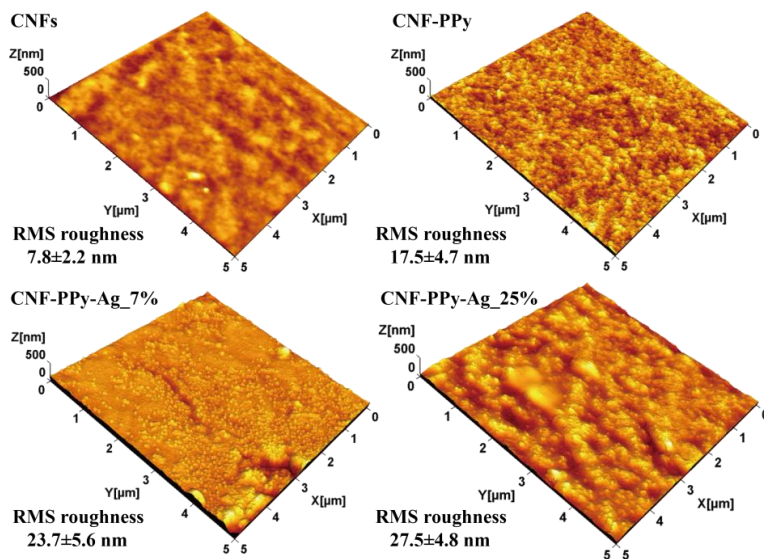 CNFs
Z[nm]
500
0
1
2
3
4
5
Y[µm]
0
1
2
3
4
5
X[µm]
RMS roughness
7.8±2.2 nm
CNF-PPy
Z[nm]
500
0
1
2
3
4
5
Y[µm]
0
1
2
3
4
5
X[µm]
RMS roughness
17.5±4.7 nm
CNF-PPy-Ag_7%
Z[nm]
500
0
1
2
3
4
5
Y[µm]
0
1
2
3
4
5
X[µm]
RMS roughness
23.7±5.6 nm
CNF-PPy-Ag_25%
Z[nm]
500
0
1
2
3
4
5
Y[µm]
0
1
2
3
4
5
X[µm]
RMS roughness
27.5±4.8 nm